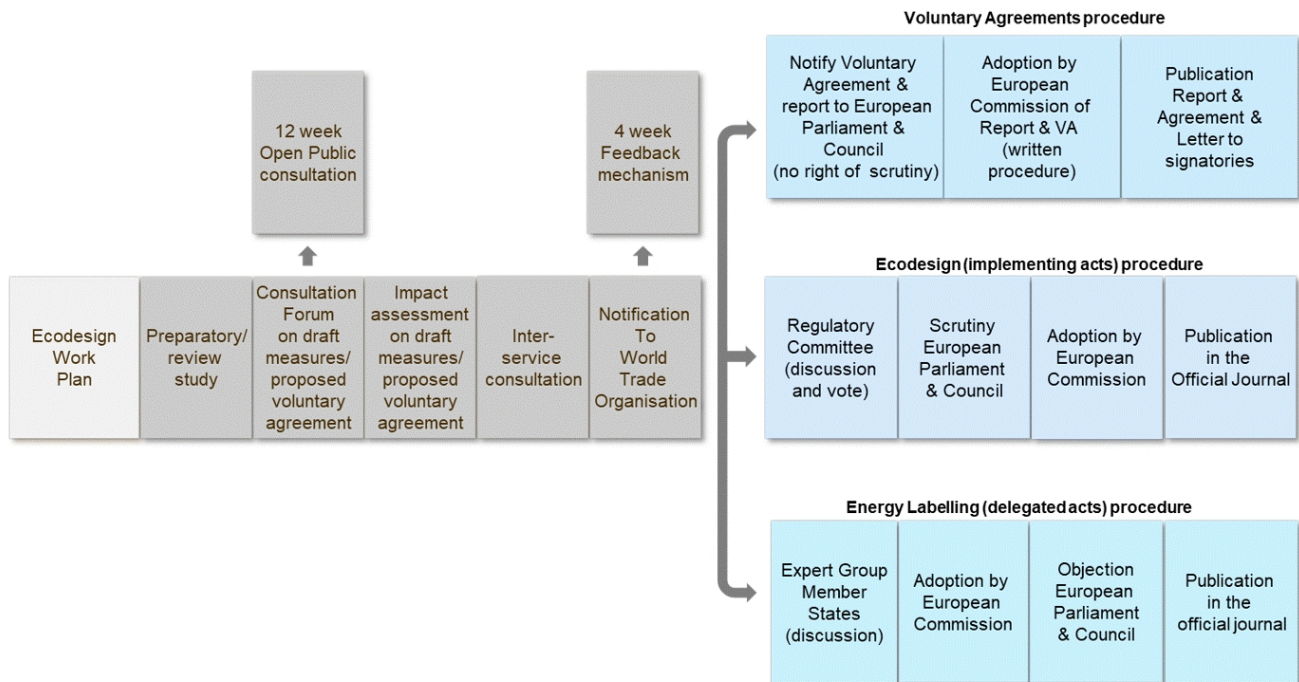 Voluntary Agreements procedure
Notify Voluntary
Agreement &
report to European
Parliament &
Council
(no right of scrutiny)
Adoption by
European
Commission of
Report & VA
(written
procedure)
Publication
Report &
Agreement &
Letter to
signatories
12 week
Open Public
consultation
4 week
Feedback
mechanism
Ecodesign
Work
Plan
Preparatory/
review
study
Consultation
Forum
on draft
measures/
proposed
voluntary
agreement
Impact
assessment
on draft
measures/
proposed
voluntary
agreement
Inter-
service
consultation
Notification
To
World
Trade
Organisation
Ecodesign (implementing acts) procedure
Regulatory
Committee
(discussion
and vote)
Scrutiny
European
Parliament
& Council
Adoption by
European
Commission
Publication
in the
Official Journal
Energy Labelling (delegated acts) procedure
Expert Group
Member
States
(discussion)
Adoption by
European
Commission
Objection
European
Parliament
& Council
Publication
in the
official journal